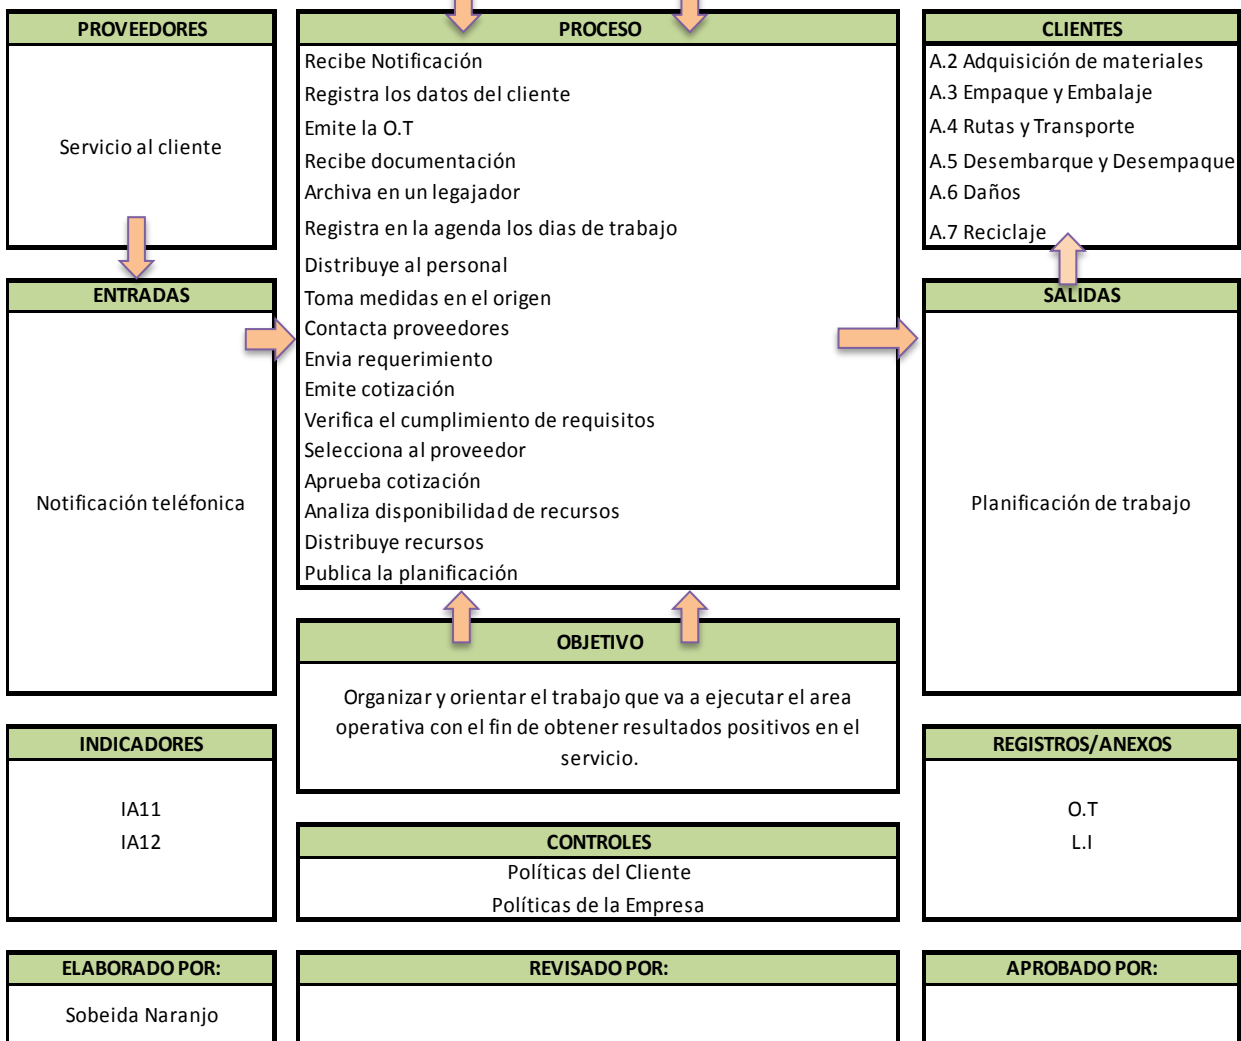 PROVEEDORES
Servicio al cliente
ENTRADAS
Notificación teléfonica
INDICADORES
IA11
IA12
ELABORADO POR:
Sobeida Naranjo
PROCESO
Recibe Notificación
Registra los datos del cliente
Emite la O.T
Recibe documentación
Archiva en un legajador
Registra en la agenda los dias de trabajo
Distribuye al personal
Toma medidas en el origen
Contacta proveedores
Envia requerimiento
Emite cotización
Verifica el cumplimiento de requisitos
Selecciona al proveedor
Aprueba cotización
Analiza disponibilidad de recursos
Distribuye recursos
Publica la planificación
OBJETIVO
Organizar y orientar el trabajo que va a ejecutar el area
operativa con el fin de obtener resultados positivos en el
servicio.
CONTROLES
Políticas del Cliente
Políticas de la Empresa
REVISADO POR:
CLIENTES
A.2 Adquisición de materiales
A.3 Empaque y Embalaje
A.4 Rutas y Transporte
A.5 Desembarque y Desempaque
A.6 Daños
A.7 Reciclaje
SALIDAS
Planificación de trabajo
REGISTROS/ANEXOS
O.T
L.I
APROBADO POR: